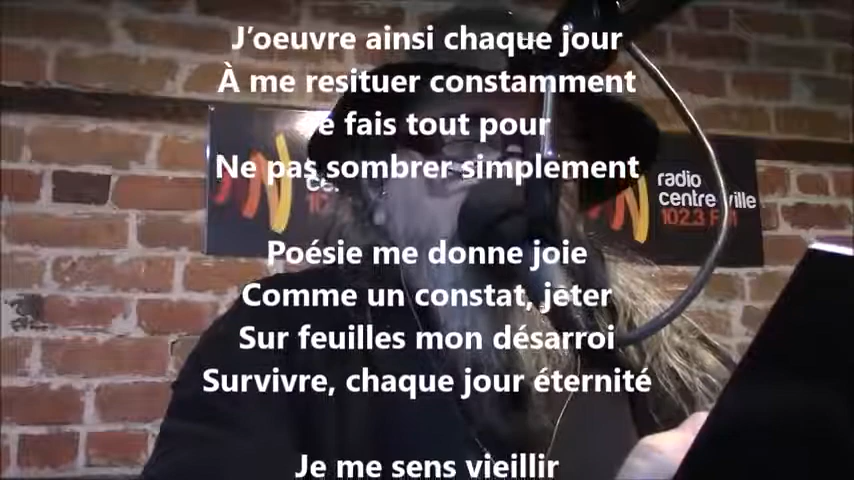 J'oeuvre ainsi chaque jour
À me resituer constamment
Je fais tout pour
Ne pas sombrer simplement
Poésie me donne joie
Comme un constat, jeter
Sur feuilles mon désarroi
Survivre, chaque jour éternité
Je me sens vieillir
radio
centre ville
102.3 FM